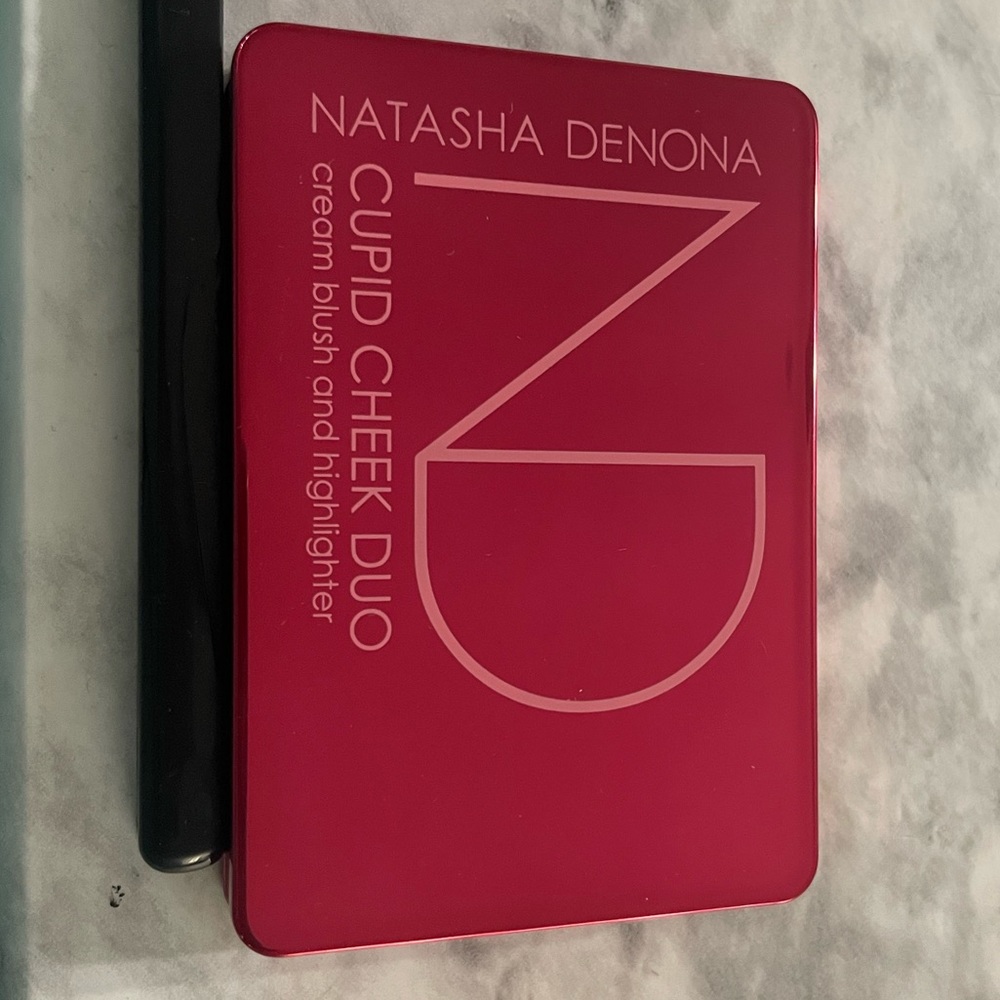 NATASHA DENONA
ND
CUPID CHEEK DUO
cream blush and highlighter